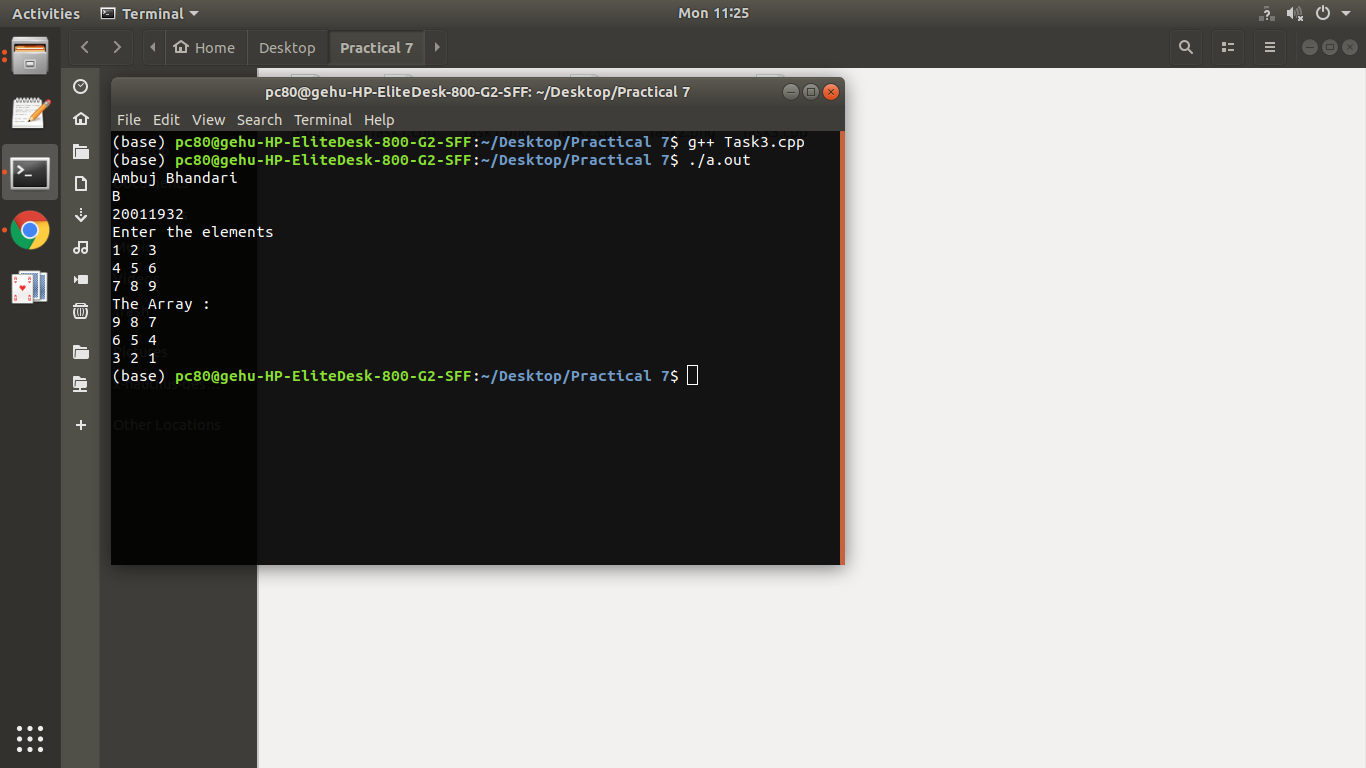 Activities
Terminal
Mon 11:25
Home
Desktop
Practical 7
pc80@gehu-HP-EliteDesk-800-G2-SFF: ~/Desktop/Practical 7
File Edit View Search Terminal Help
(base) pc80@gehu-HP-EliteDesk-800-G2-SFF:~/Desktop/Practical 7$ g++ Task3.cpp
(base) pc80@gehu-HP-EliteDesk-800-G2-SFF:~/Desktop/Practical 7$ ./a.out
Ambuj Bhandari
B
20011932
Enter the elements
1 2 3
4 5 6
7 8 9
The Array :
9 8 7
6 5 4
3 2 1
(base) pc80@gehu-HP-EliteDesk-800-G2-SFF:~/Desktop/Practical 7$
Other Locations